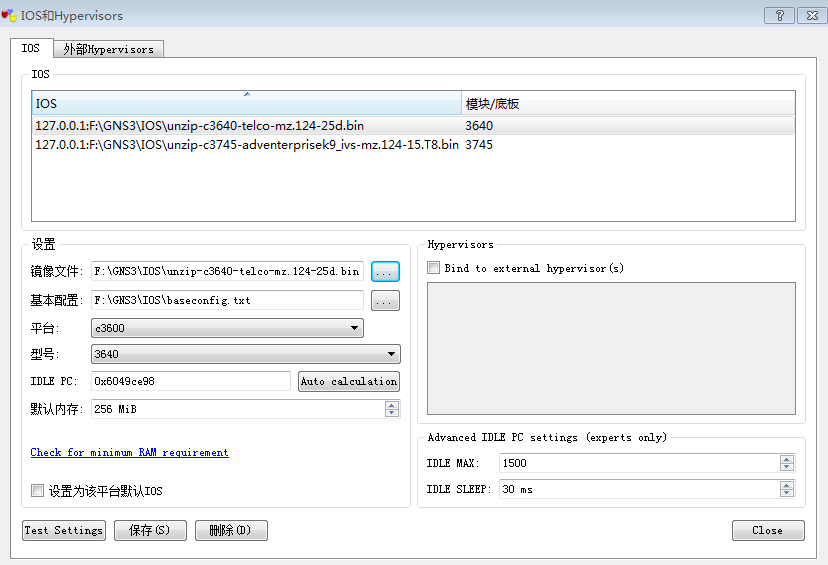 IOS和Hypervisors
IOS 外部Hypervisors
IOS
IOS 模块/底板
127.0.0.1:F:\GNS3\IOS\unzip-c3640-telco-mz.124-25d.bin 3640
127.0.0.1:F:\GNS3\IOS\unzip-c3745-adventerprisek9_ivs-mz.124-15.T8.bin 3745
设置
镜像文件: F:\GNS3\IOS\unzip-c3640-telco-mz.124-25d.bin ...
基本配置: F:\GNS3\IOS\baseconfig.txt ...
平台: c3600
型号: 3640
IDLE PC: 0x6049ce98 Auto calculation
默认内存: 256 MiB
Check for minimum RAM requirement
设置为该平台默认IOS
Hypervisors
Bind to external hypervisor(s)
Advanced IDLE PC settings (experts only)
IDLE MAX: 1500
IDLE SLEEP: 30 ms
Test Settings 保存(S) 删除(D) Close